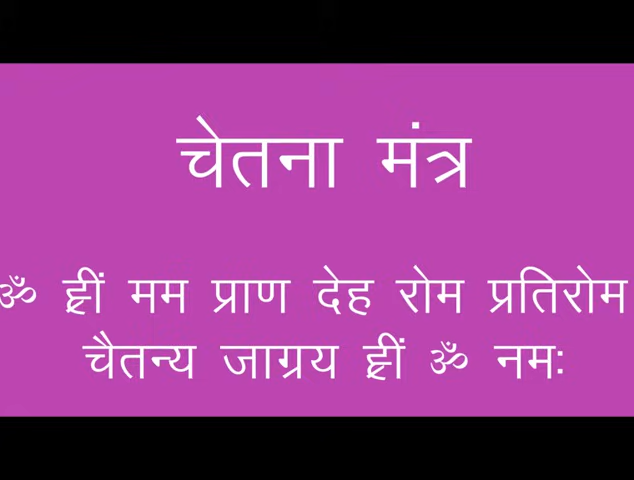 चेतना मंत्र
ॐ ह्रीं मम प्राण देह रोम प्रतिरोम
चैतन्य जाग्रय ह्रीं ॐ नमः